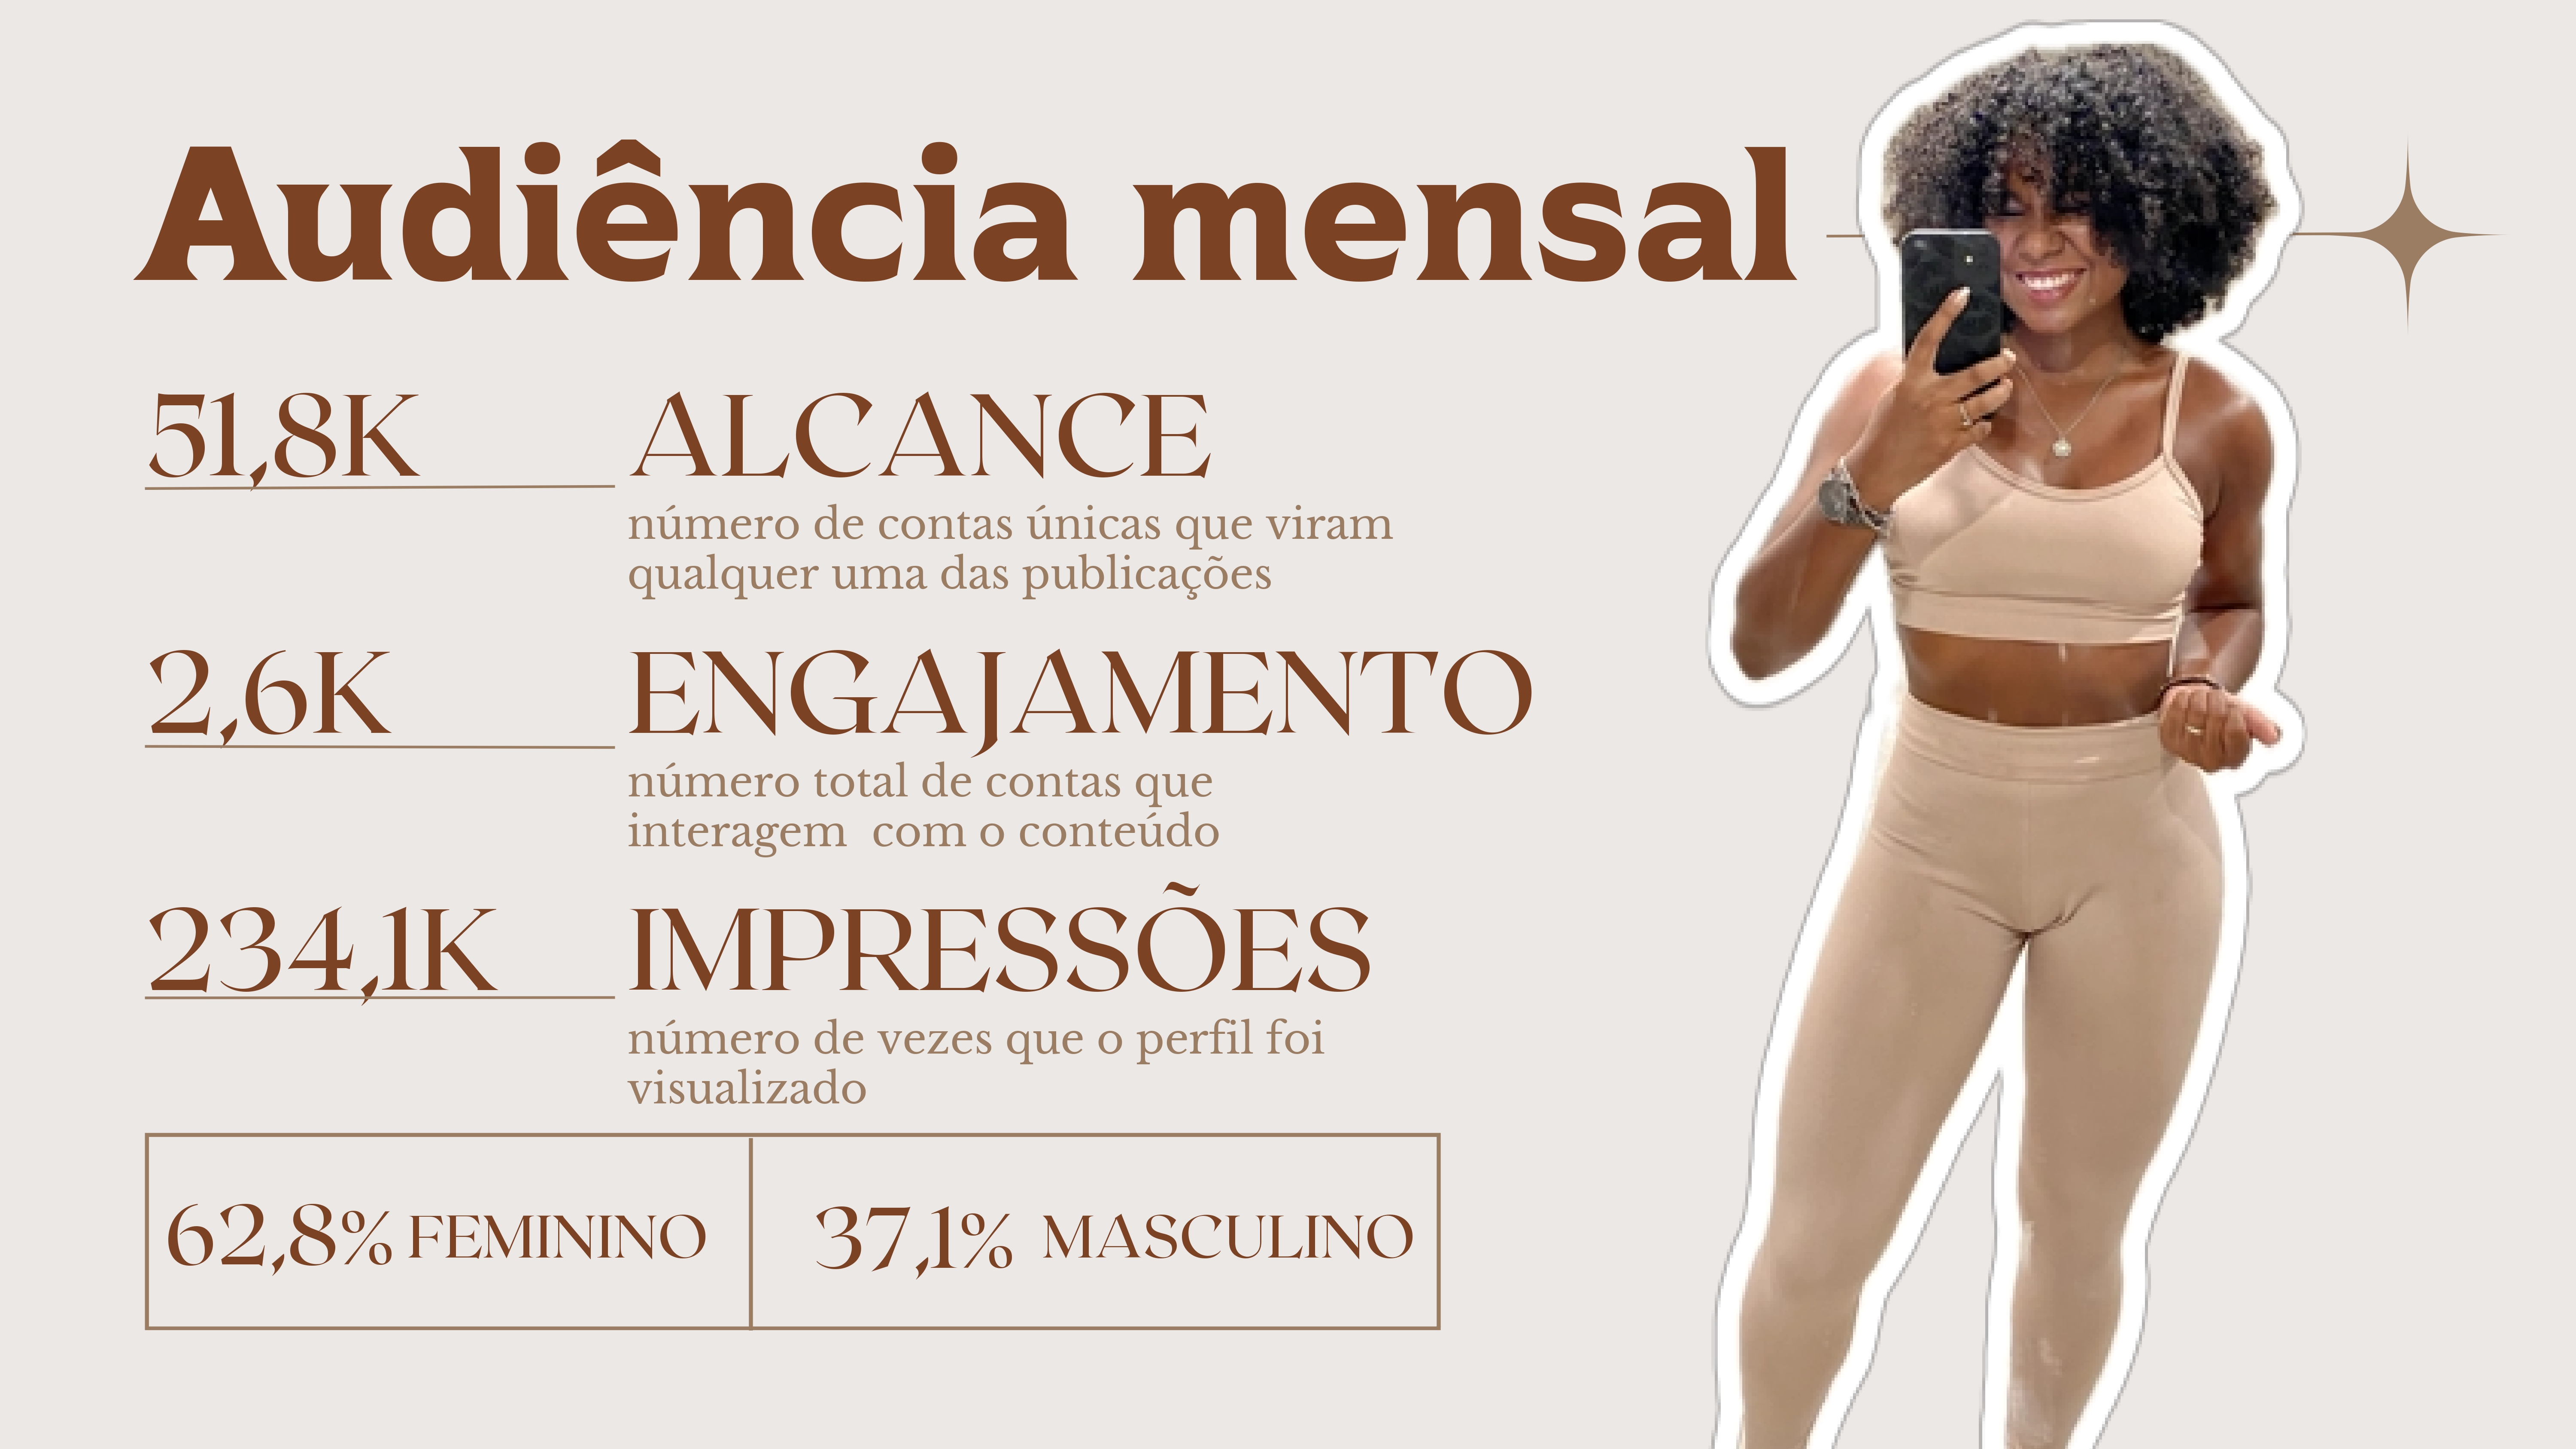 Audiência mensal
51,8K ALCANCE
número de contas únicas que viram
qualquer uma das publicações
2,6K ENGAJAMENTO
número total de contas que
interagem com o conteúdo
234,1K IMPRESSÕES
número de vezes que o perfil foi
visualizado
62,8% FEMININO 37,1% MASCULINO